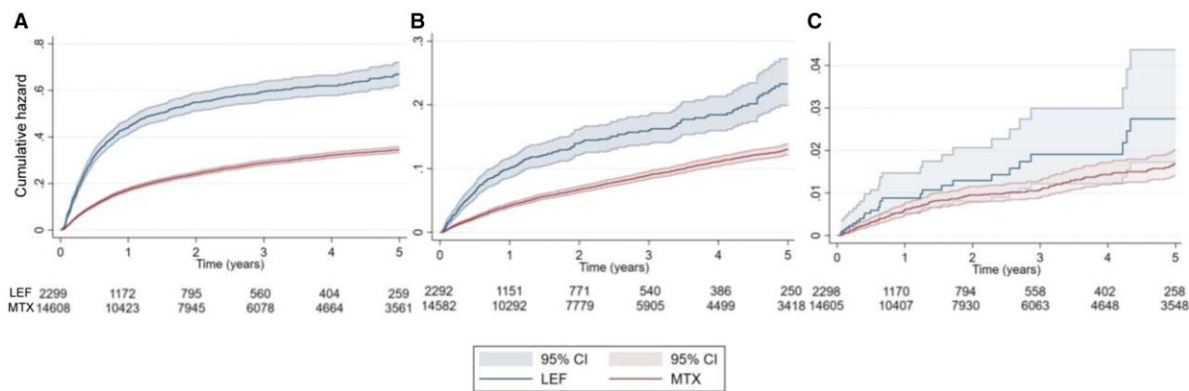 A
B
C
Cumulative hazard
.8
.6
.4
.2
0
0 1 2 3 4 5
Time (years)
.3
.2
.1
0
0 1 2 3 4 5
Time (years)
.04
.03
.02
.01
0
0 1 2 3 4 5
Time (years)
LEF 2299 1172 795 560 404 259 2292 1151 771 540 386 250 2298 1170 794 558 402 258
MTX 14608 10423 7945 6078 4664 3561 14582 10292 7779 5905 4499 3418 14605 10407 7930 6063 4648 3548
95% CI 95% CI
LEF MTX